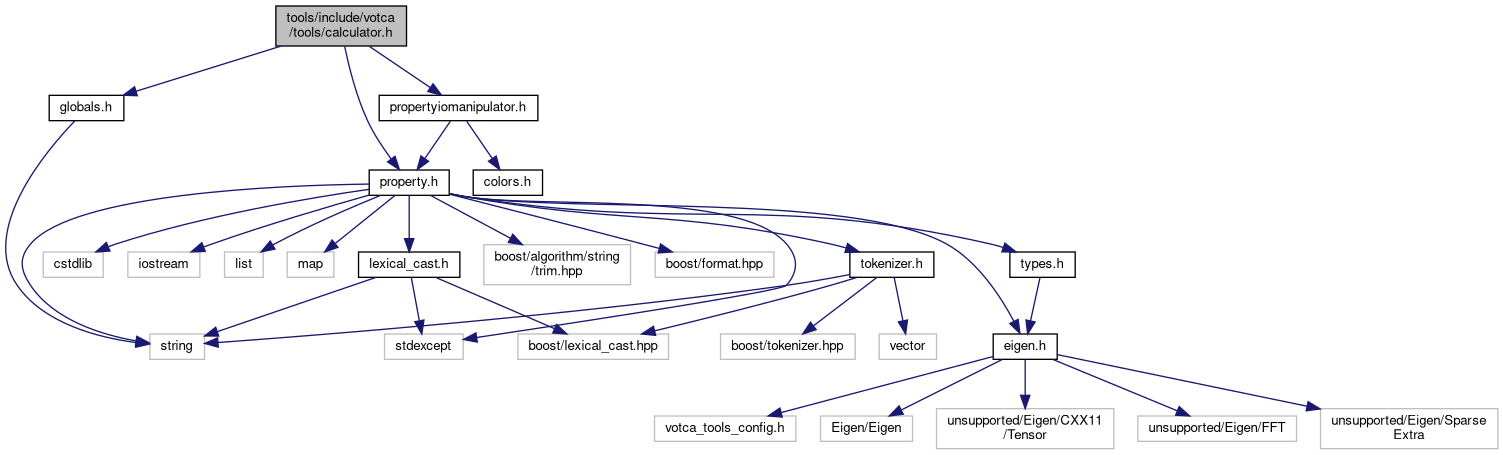 tools/include/votca
/tools/calculator.h
globals.h
propertyiomanipulator.h
property.h
colors.h
cstdlib
iostream
list
map
lexical_cast.h
boost/algorithm/string
/trim.hpp
boost/format.hpp
tokenizer.h
types.h
string
stdexcept
boost/lexical_cast.hpp
boost/tokenizer.hpp
vector
eigen.h
votca_tools_config.h
Eigen/Eigen
unsupported/Eigen/CXX11
/Tensor
unsupported/Eigen/FFT
unsupported/Eigen/Sparse
Extra